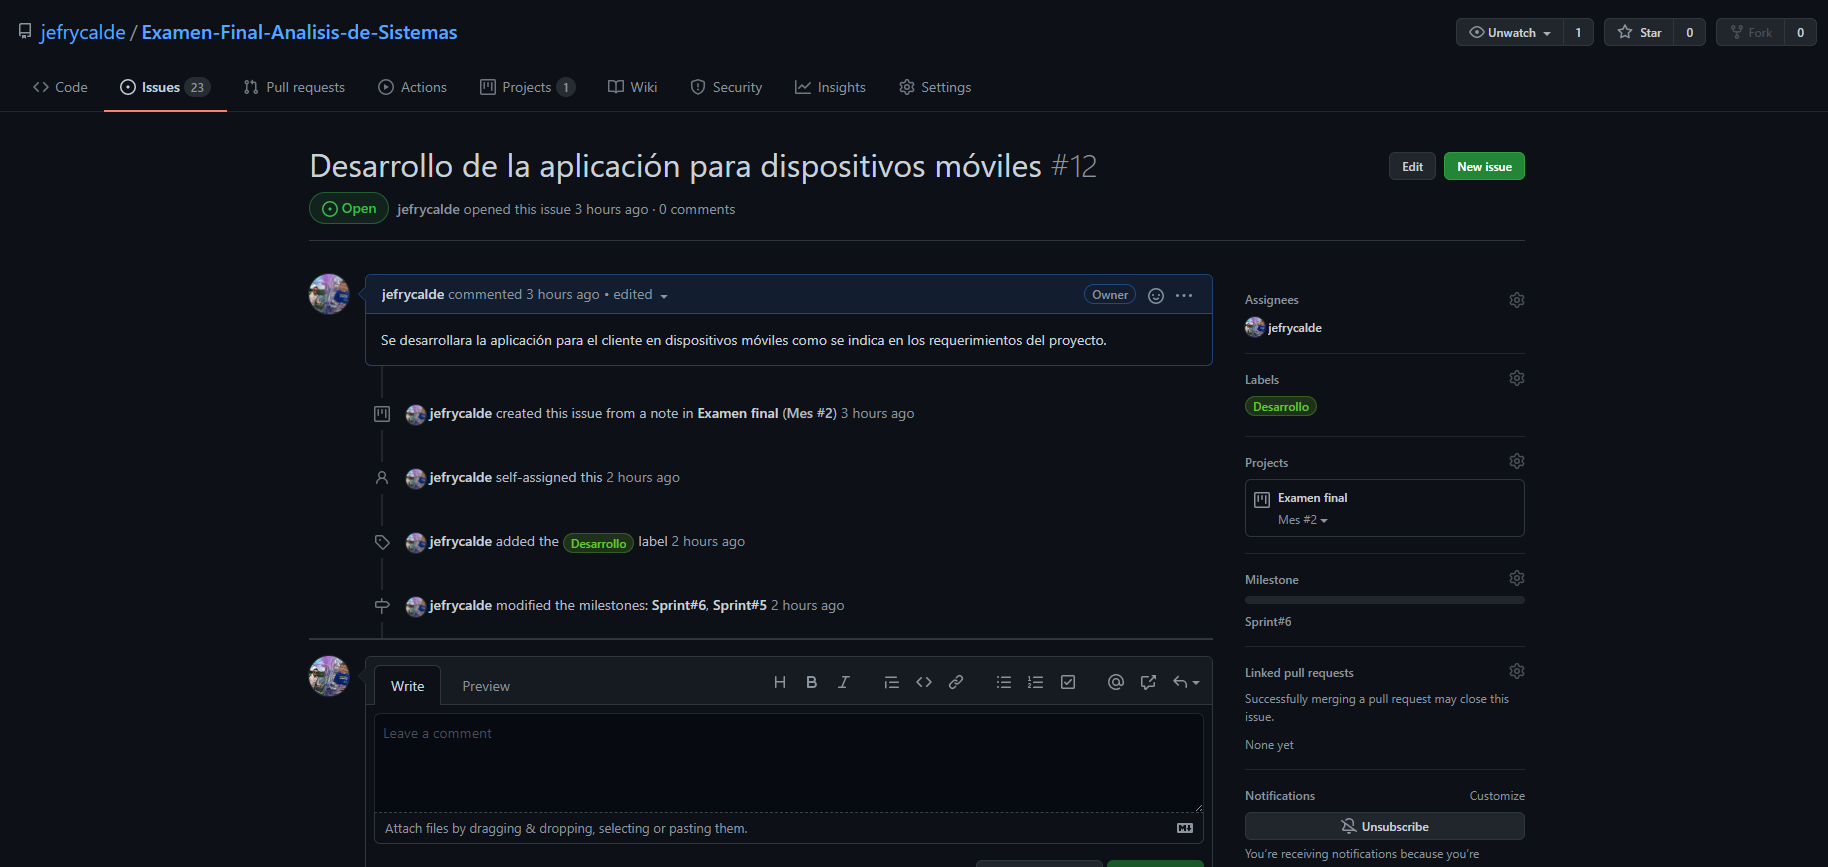 jefrycalde / Examen-Final-Analisis-de-Sistemas
Unwatch 1 Star 0 Fork 0
Code Issues 23 Pull requests Actions Projects 1 Wiki Security Insights Settings
Desarrollo de la aplicación para dispositivos móviles #12
Edit New issue
Open jefrycalde opened this issue 3 hours ago · 0 comments
jefrycalde commented 3 hours ago • edited
Owner
Se desarrollara la aplicación para el cliente en dispositivos móviles como se indica en los requerimientos del proyecto.
jefrycalde created this issue from a note in Examen final (Mes #2) 3 hours ago
jefrycalde self-assigned this 2 hours ago
jefrycalde added the Desarrollo label 2 hours ago
jefrycalde modified the milestones: Sprint#6, Sprint#5 2 hours ago
Write Preview
H B I
Leave a comment
Attach files by dragging & dropping, selecting or pasting them.
Assignees
jefrycalde
Labels
Desarrollo
Projects
Examen final
Mes #2
Milestone
Sprint#6
Linked pull requests
Successfully merging a pull request may close this
issue.
None yet
Notifications Customize
Unsubscribe
You're receiving notifications because you're